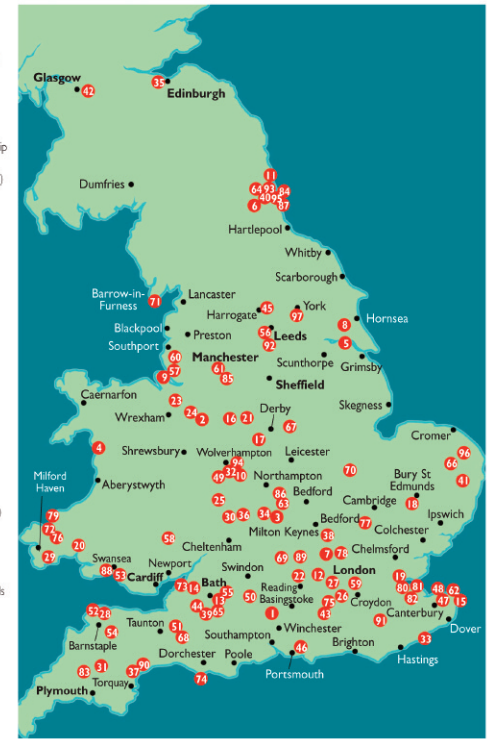 Glasgow
42
35
Edinburgh
ip
)
Dumfries
11
64 93 84
40 95
6 87
Hartlepool
Whitby
Scarborough
Barrow-in-
Furness
71
Lancaster
Harrogate
45
York
97
Hornsea
8
Blackpool
Preston
56
Leeds
5
Southport
92
60
57
9
Manchester
61
85
Scunthorpe
Grimsby
Sheffield
Caernarfon
23
Skegness
Wrexham
24
2
16
21
Derby
67
17
Cromer
4
Shrewsbury
Wolverhampton
Leicester
96
66
41
94
32
49
10
70
Milford
Haven
Aberystwyth
Northampton
Bury St
Edmunds
86
63
Bedford
18
25
Cambridge
Ipswich
79
72
76
30
36
34
3
Bedford
77
)
29
20
58
Cheltenham
Milton Keynes
38
Colchester
Swansea
Newport
69
89
7
78
Chelmsford
88
53
Cardiff
Swindon
22
12
London
19
ds
73
14
Bath
55
13
50
Reading
27
59
80
81
48
62
Basingstoke
26
Croydon
82
47
15
52
28
44
39
65
1
75
43
91
Canterbury
54
Taunton
51
68
Winchester
Dover
Barnstaple
Southampton
Brighton
33
Dorchester
Poole
46
Hastings
83
31
90
37
Portsmouth
Plymouth
Torquay
74